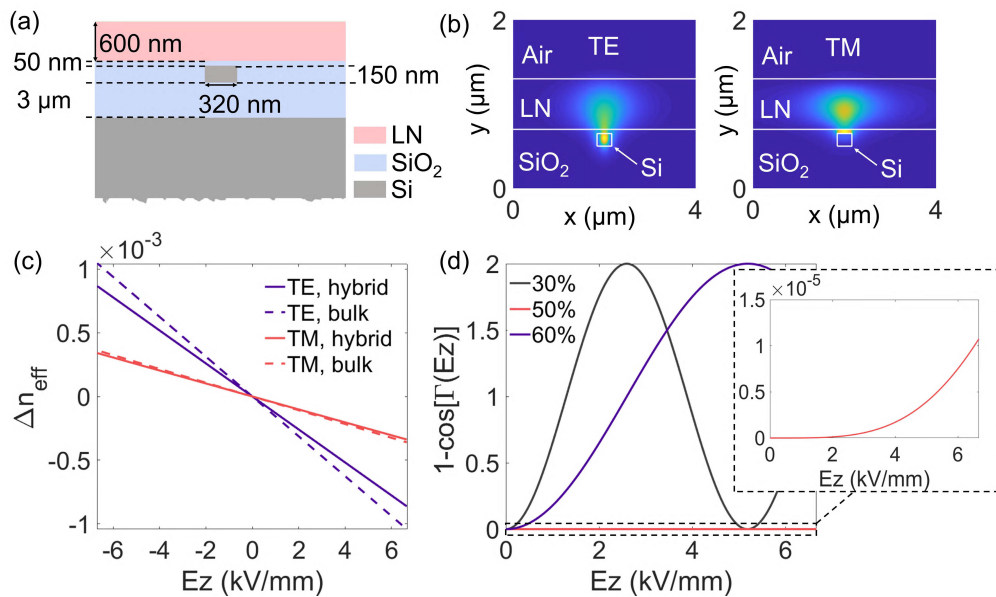 (a)
600 nm
50 nm
150 nm
3 μm
320 nm
LN
SiO₂
Si
(b)
2
Air
TE
LN
SiO₂
Si
y (μm)
0
0
4
x (μm)
2
Air
TM
LN
SiO₂
Si
y (μm)
0
0
4
x (μm)
(c)
×10⁻³
1
0.5
0
-0.5
-1
Δn_eff
TE, hybrid
TE, bulk
TM, hybrid
TM, bulk
-6 -4 -2 0 2 4 6
Ez (kV/mm)
(d)
2
1.5
1
0.5
0
1-cos[Γ(Ez)]
30%
50%
60%
0 2 4 6
Ez (kV/mm)
×10⁻⁵
1.5
1
0.5
0
0 2 4 6
Ez (kV/mm)